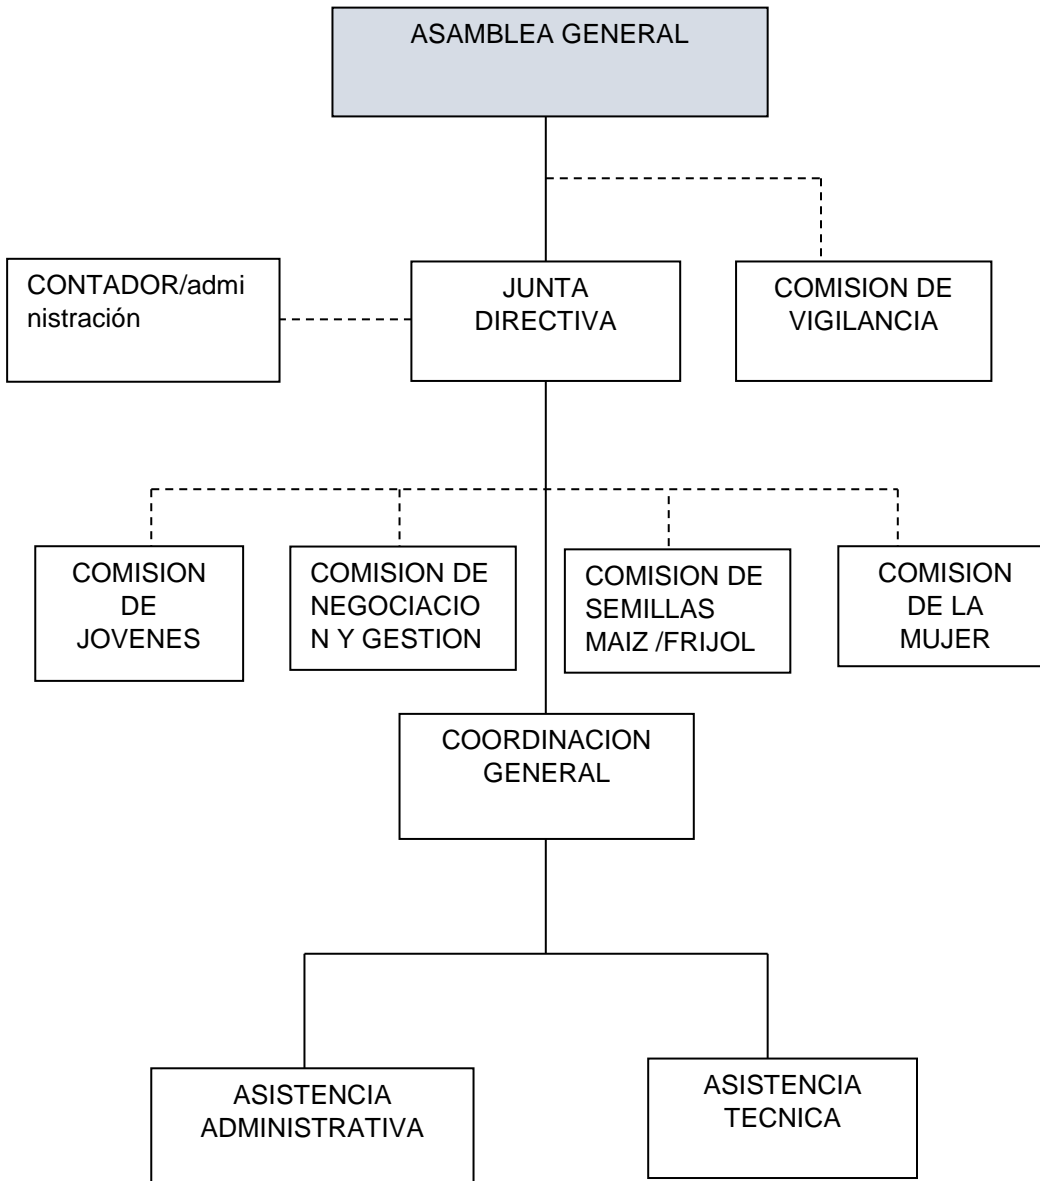 ASAMBLEA GENERAL
CONTADOR/admi
nistración
JUNTA
DIRECTIVA
COMISION DE
VIGILANCIA
COMISION
DE
JOVENES
COMISION DE
NEGOCIACIO
N Y GESTION
COMISION DE
SEMILLAS
MAIZ /FRIJOL
COMISION
DE LA
MUJER
COORDINACION
GENERAL
ASISTENCIA
ADMINISTRATIVA
ASISTENCIA
TECNICA